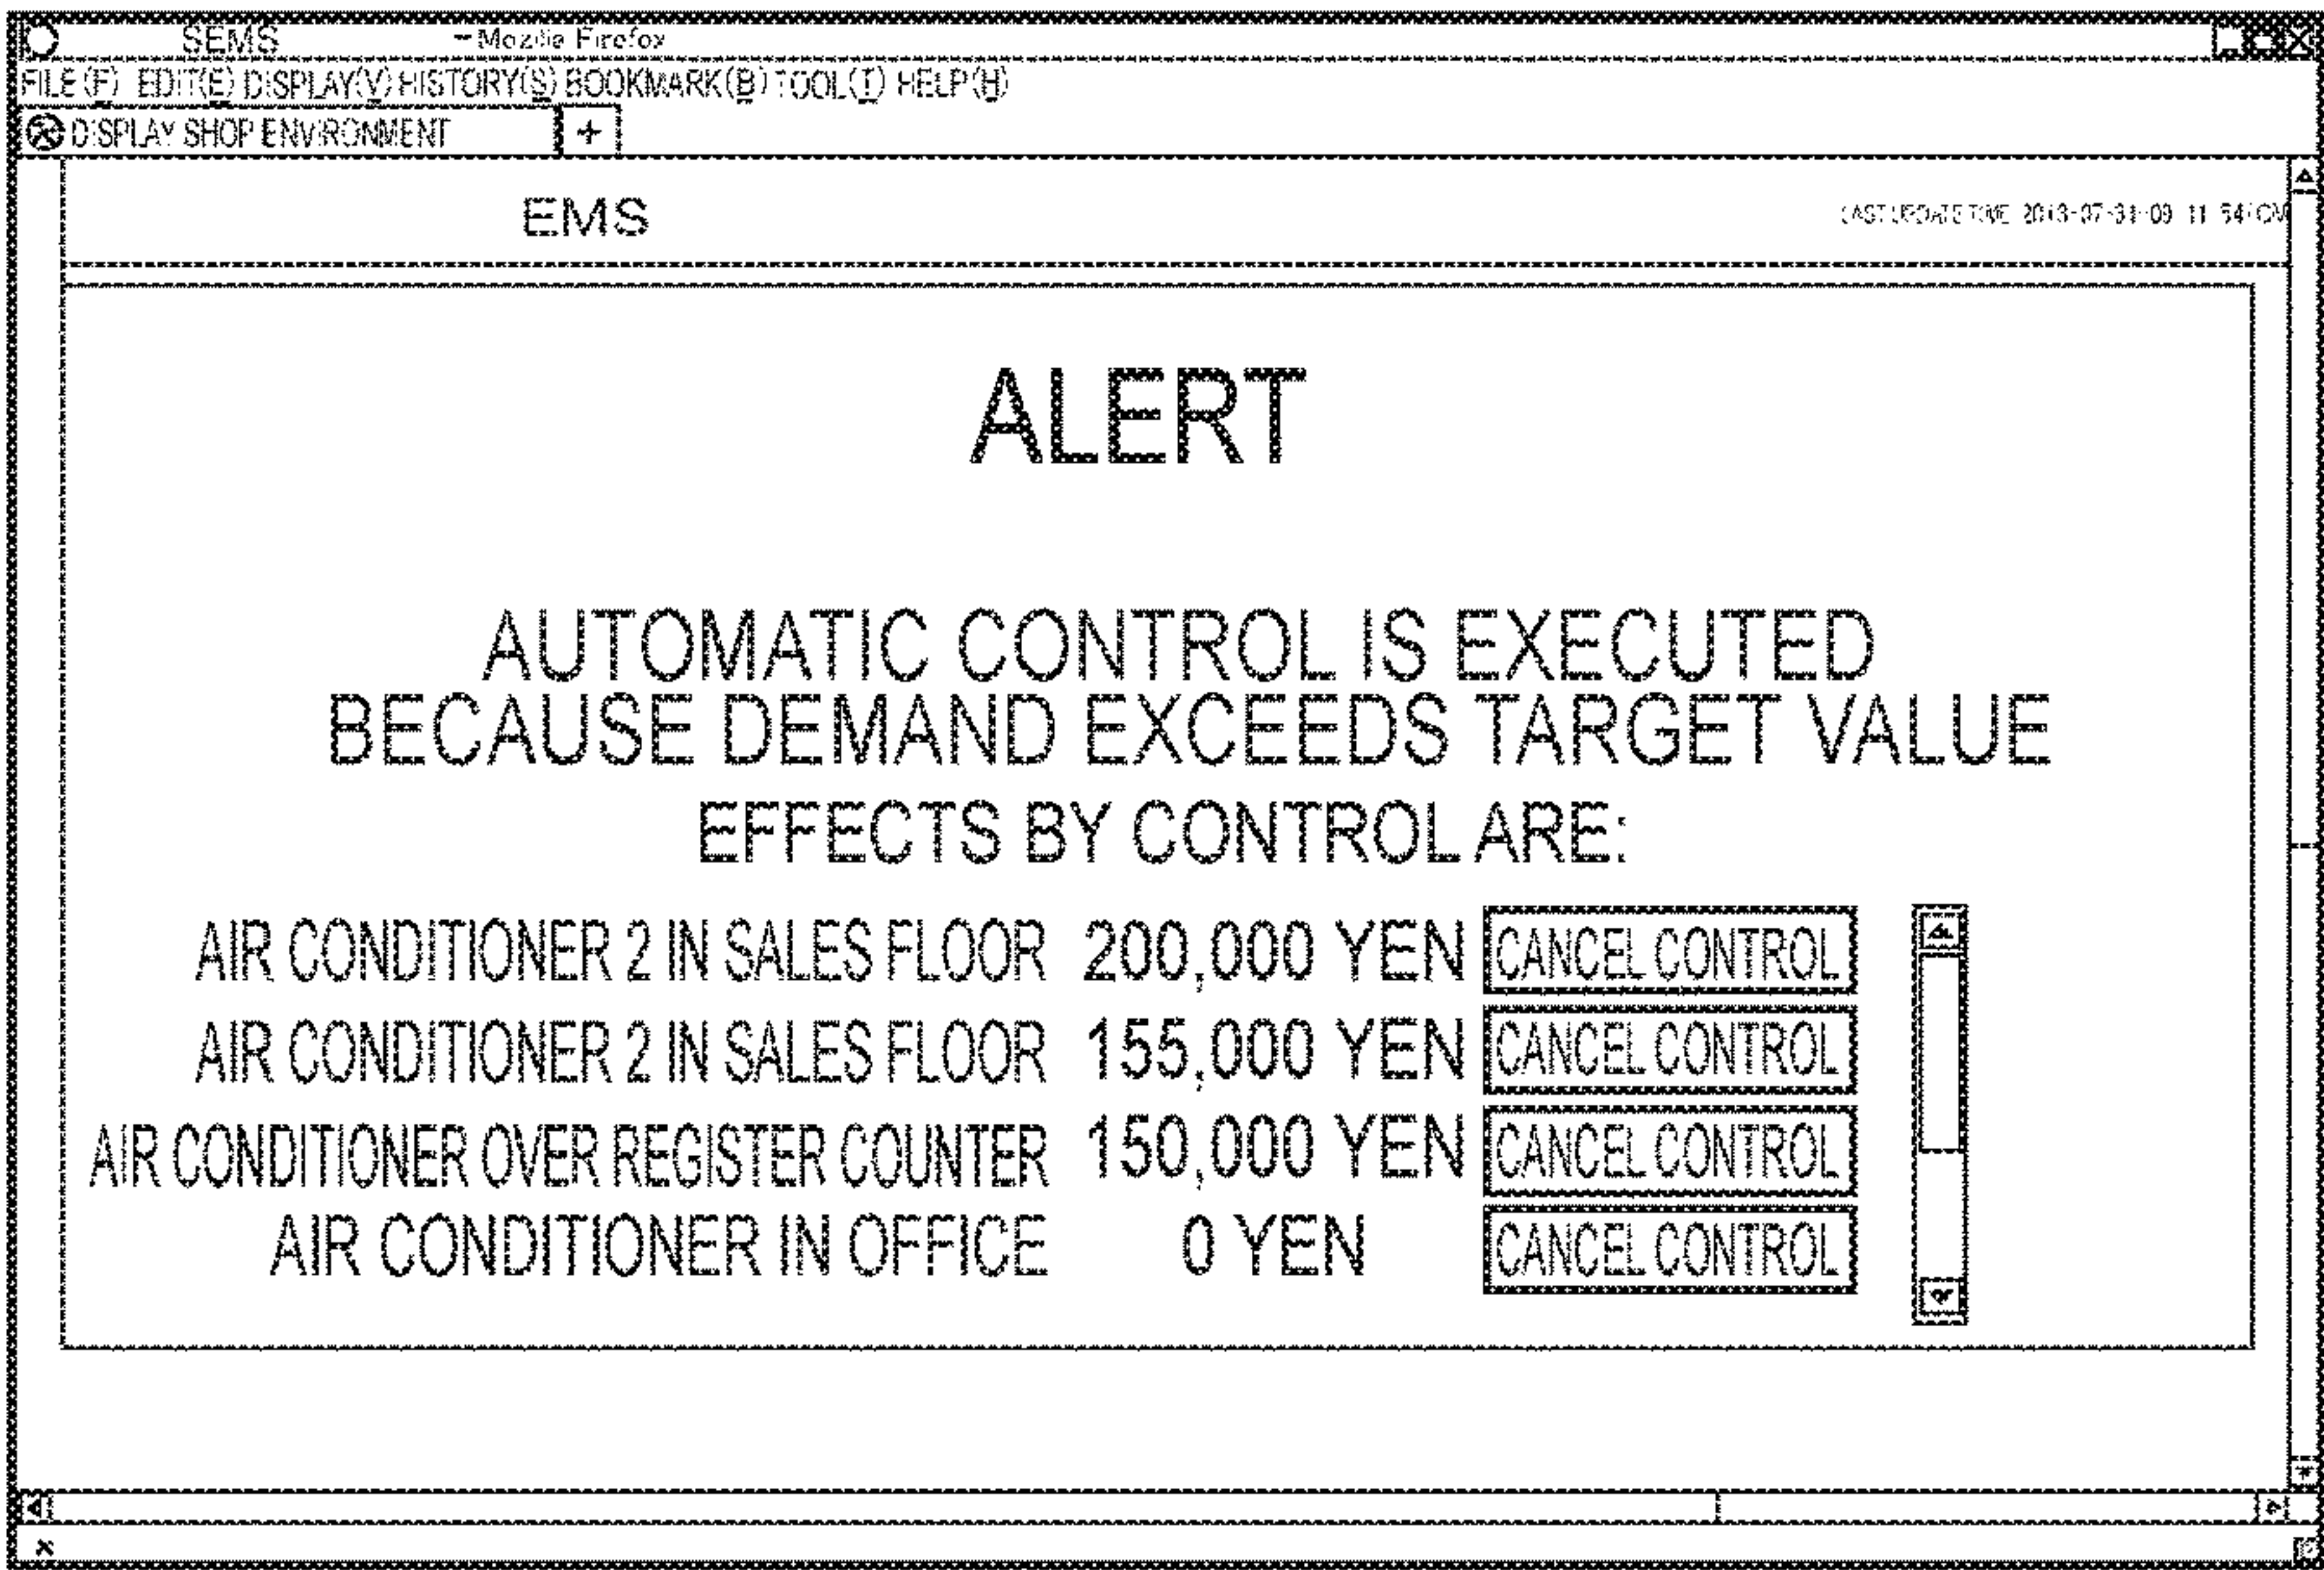 SEMS - Mozilla Firefox
FILE(F) EDIT(E) DISPLAY(V) HISTORY(S) BOOKMARK(B) TOOL(T) HELP(H)
DISPLAY SHOP ENVIRONMENT +
EMS
LAST UPDATE TIME
ALERT
AUTOMATIC CONTROL IS EXECUTED
BECAUSE DEMAND EXCEEDS TARGET VALUE
EFFECTS BY CONTROL ARE:
AIR CONDITIONER 2 IN SALES FLOOR 200,000 YEN CANCEL CONTROL
AIR CONDITIONER 2 IN SALES FLOOR 155,000 YEN CANCEL CONTROL
AIR CONDITIONER OVER REGISTER COUNTER 150,000 YEN CANCEL CONTROL
AIR CONDITIONER IN OFFICE 0 YEN CANCEL CONTROL